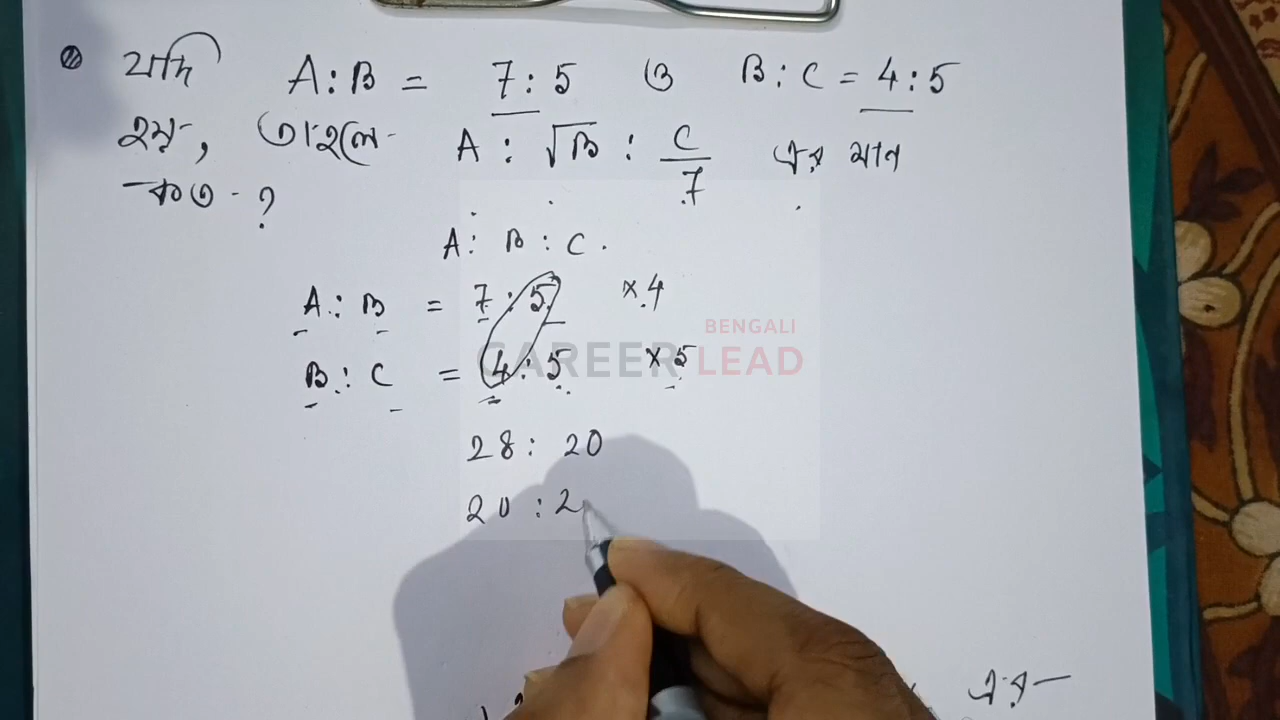 যদি A : B = 7 : 5 ও B : C = 4 : 5
হয়, তাহলে A : √B : C/7 এর মান
কত ?
A : B : C .
A : B = 7 : 5 × 4
BENGALI
CAREER LEAD
B : C = 4 : 5 × 5
28 : 20
20 : 2
এর